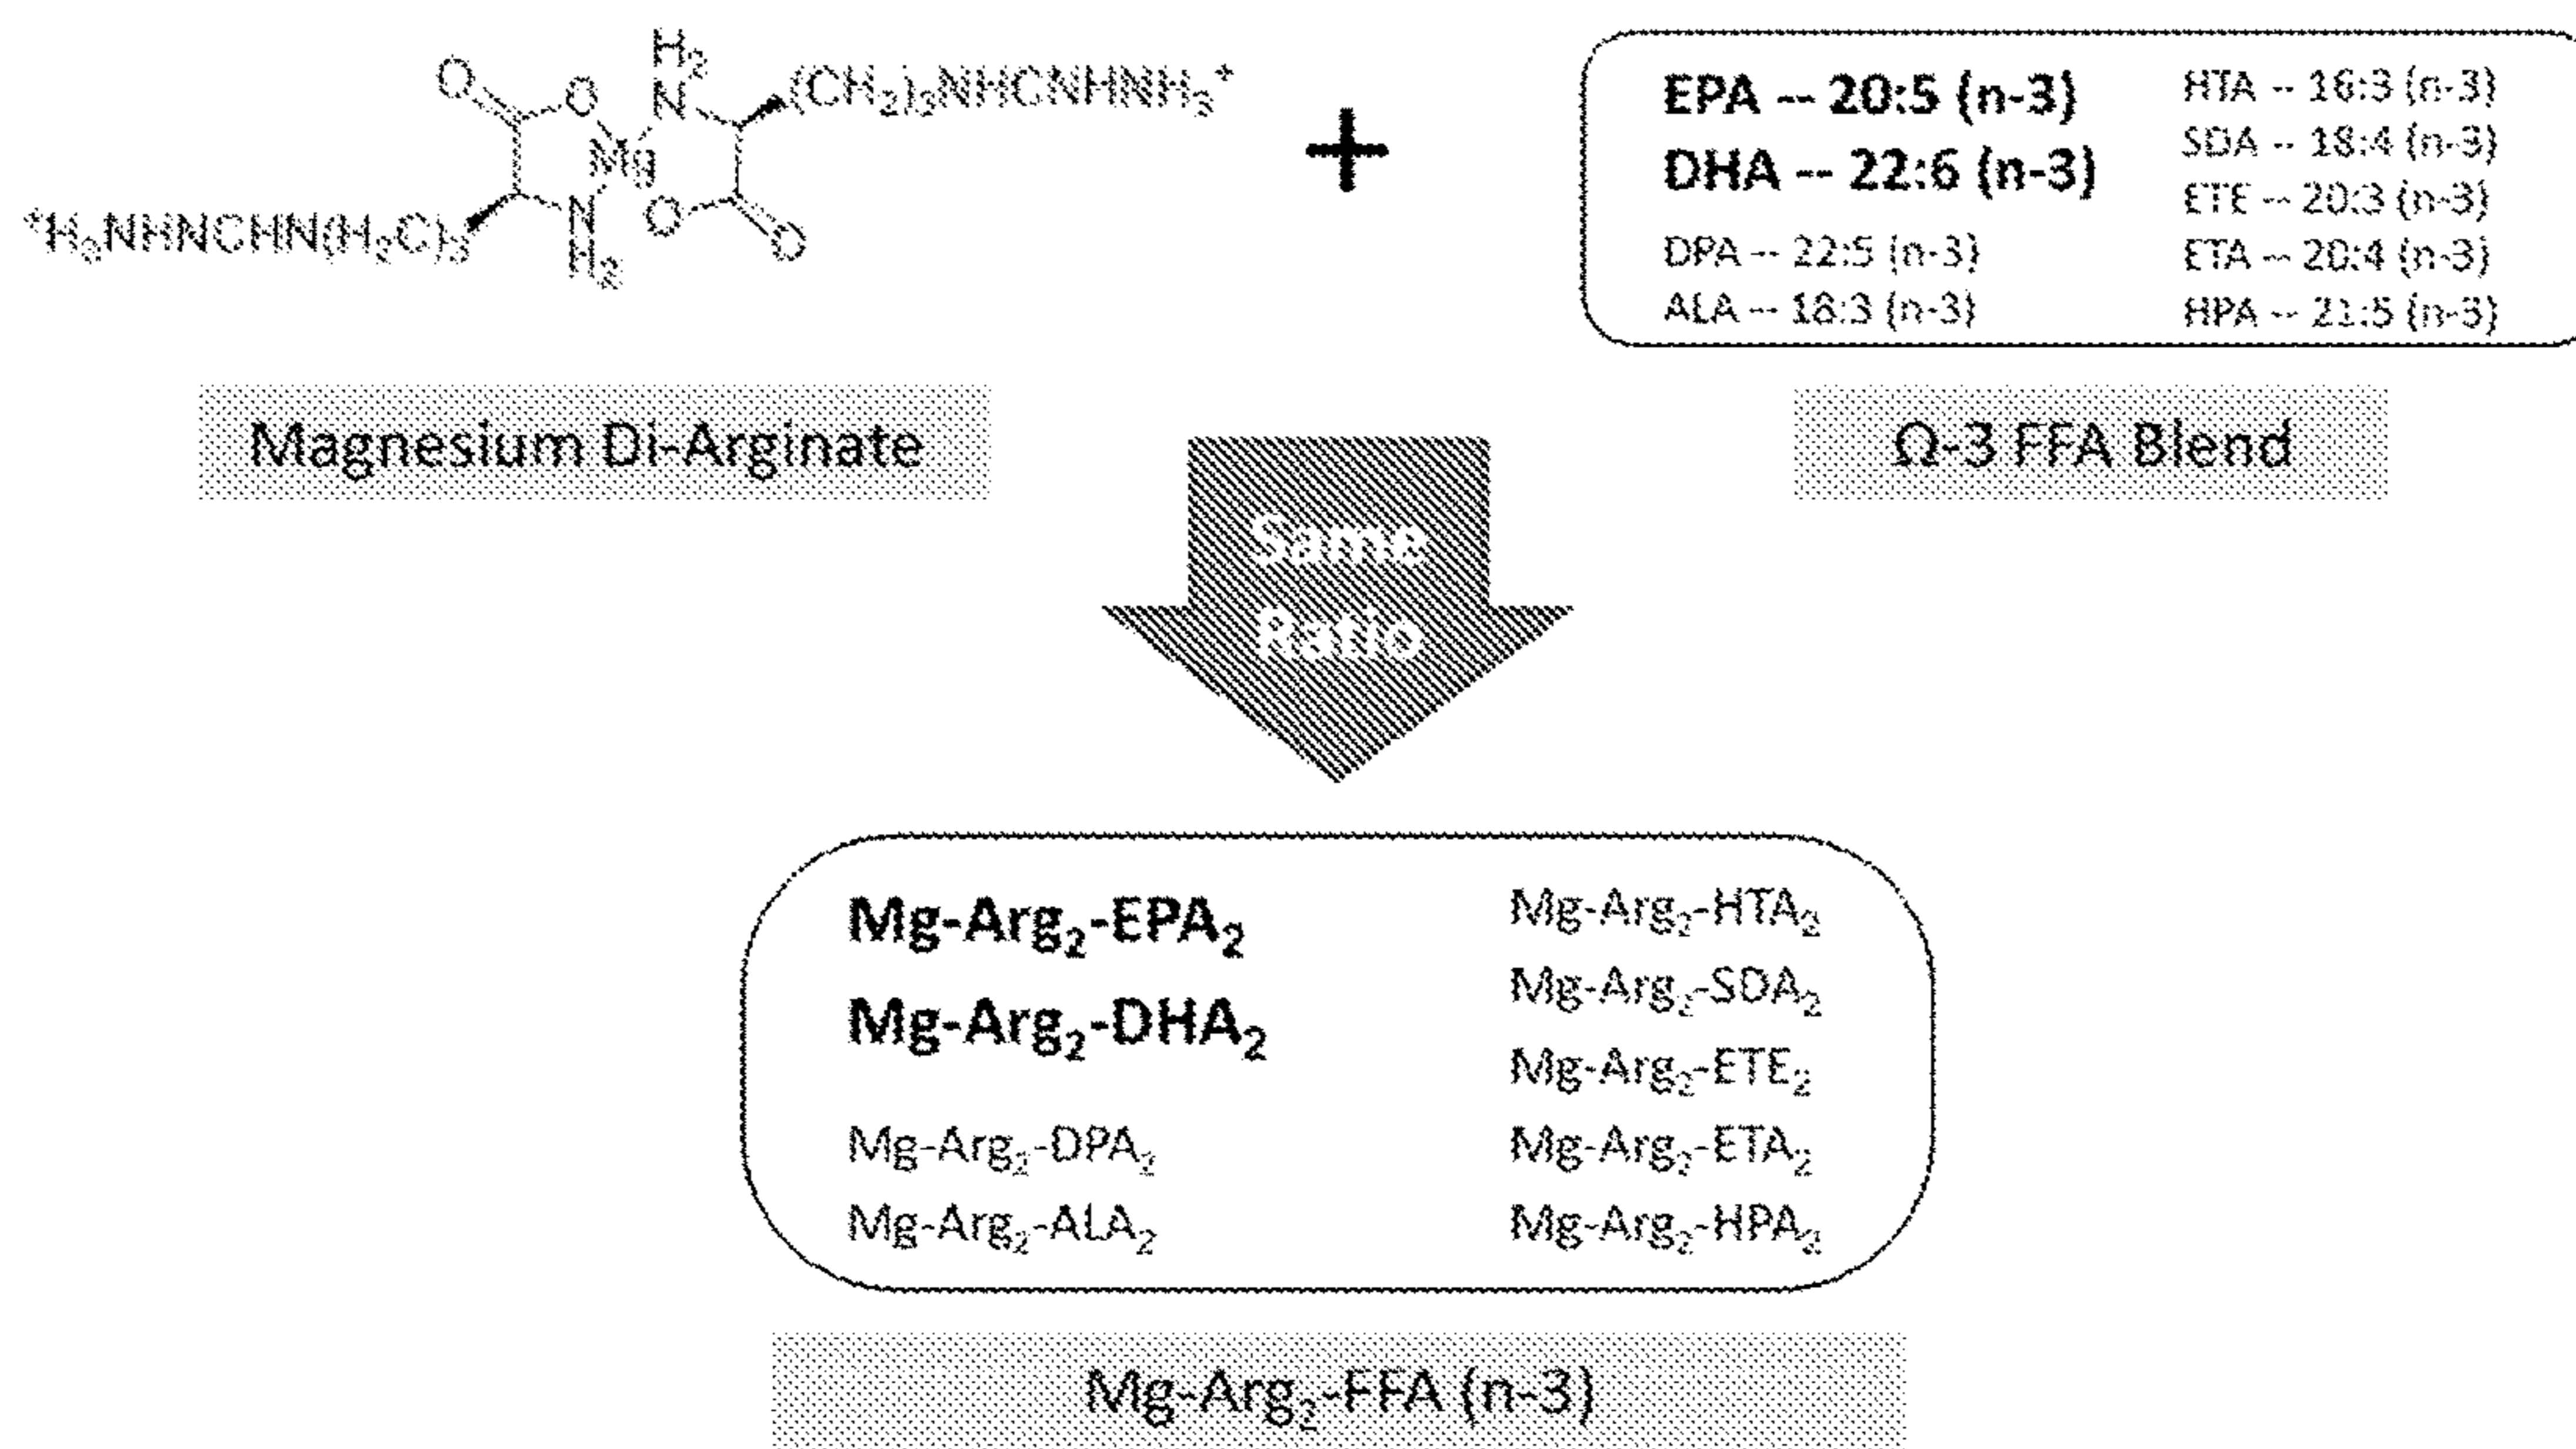 O
O
H₂
N
(CH₂)₃NHCNHNH₃⁺
Mg
⁺H₃NHNCHN(H₂C)₃
N
H₂
O
O
+
EPA -- 20:5 (n-3)
DHA -- 22:6 (n-3)
DPA -- 22:5 (n-3)
ALA -- 18:3 (n-3)
HTA -- 16:3 (n-3)
SDA -- 18:4 (n-3)
ETE -- 20:3 (n-3)
ETA -- 20:4 (n-3)
HPA -- 21:5 (n-3)
Magnesium Di-Arginate
Ω-3 FFA Blend
Same
Ratio
Mg-Arg₂-EPA₂
Mg-Arg₂-DHA₂
Mg-Arg₂-DPA₂
Mg-Arg₂-ALA₂
Mg-Arg₂-HTA₂
Mg-Arg₂-SDA₂
Mg-Arg₂-ETE₂
Mg-Arg₂-ETA₂
Mg-Arg₂-HPA₂
Mg-Arg₂-FFA (n-3)